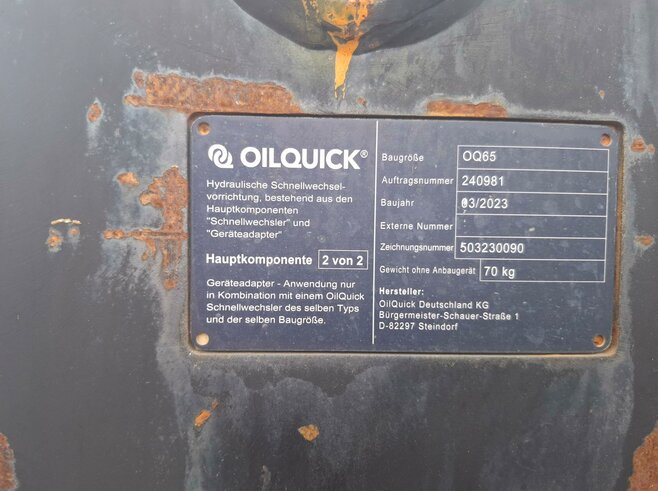 OILQUICK®
Hydraulische Schnellwechsel-
vorrichtung, bestehend aus den
Hauptkomponenten
"Schnellwechsler" und
"Geräteadapter"
Hauptkomponente 2 von 2
Geräteadapter - Anwendung nur
in Kombination mit einem OilQuick
Schnellwechsler des selben Typs
und der selben Baugröße.
Baugröße OQ65
Auftragsnummer 240981
Baujahr 03/2023
Externe Nummer
Zeichnungsnummer 503230090
Gewicht ohne Anbaugerät 70 kg
Hersteller:
OilQuick Deutschland KG
Bürgermeister-Schauer-Straße 1
D-82297 Steindorf